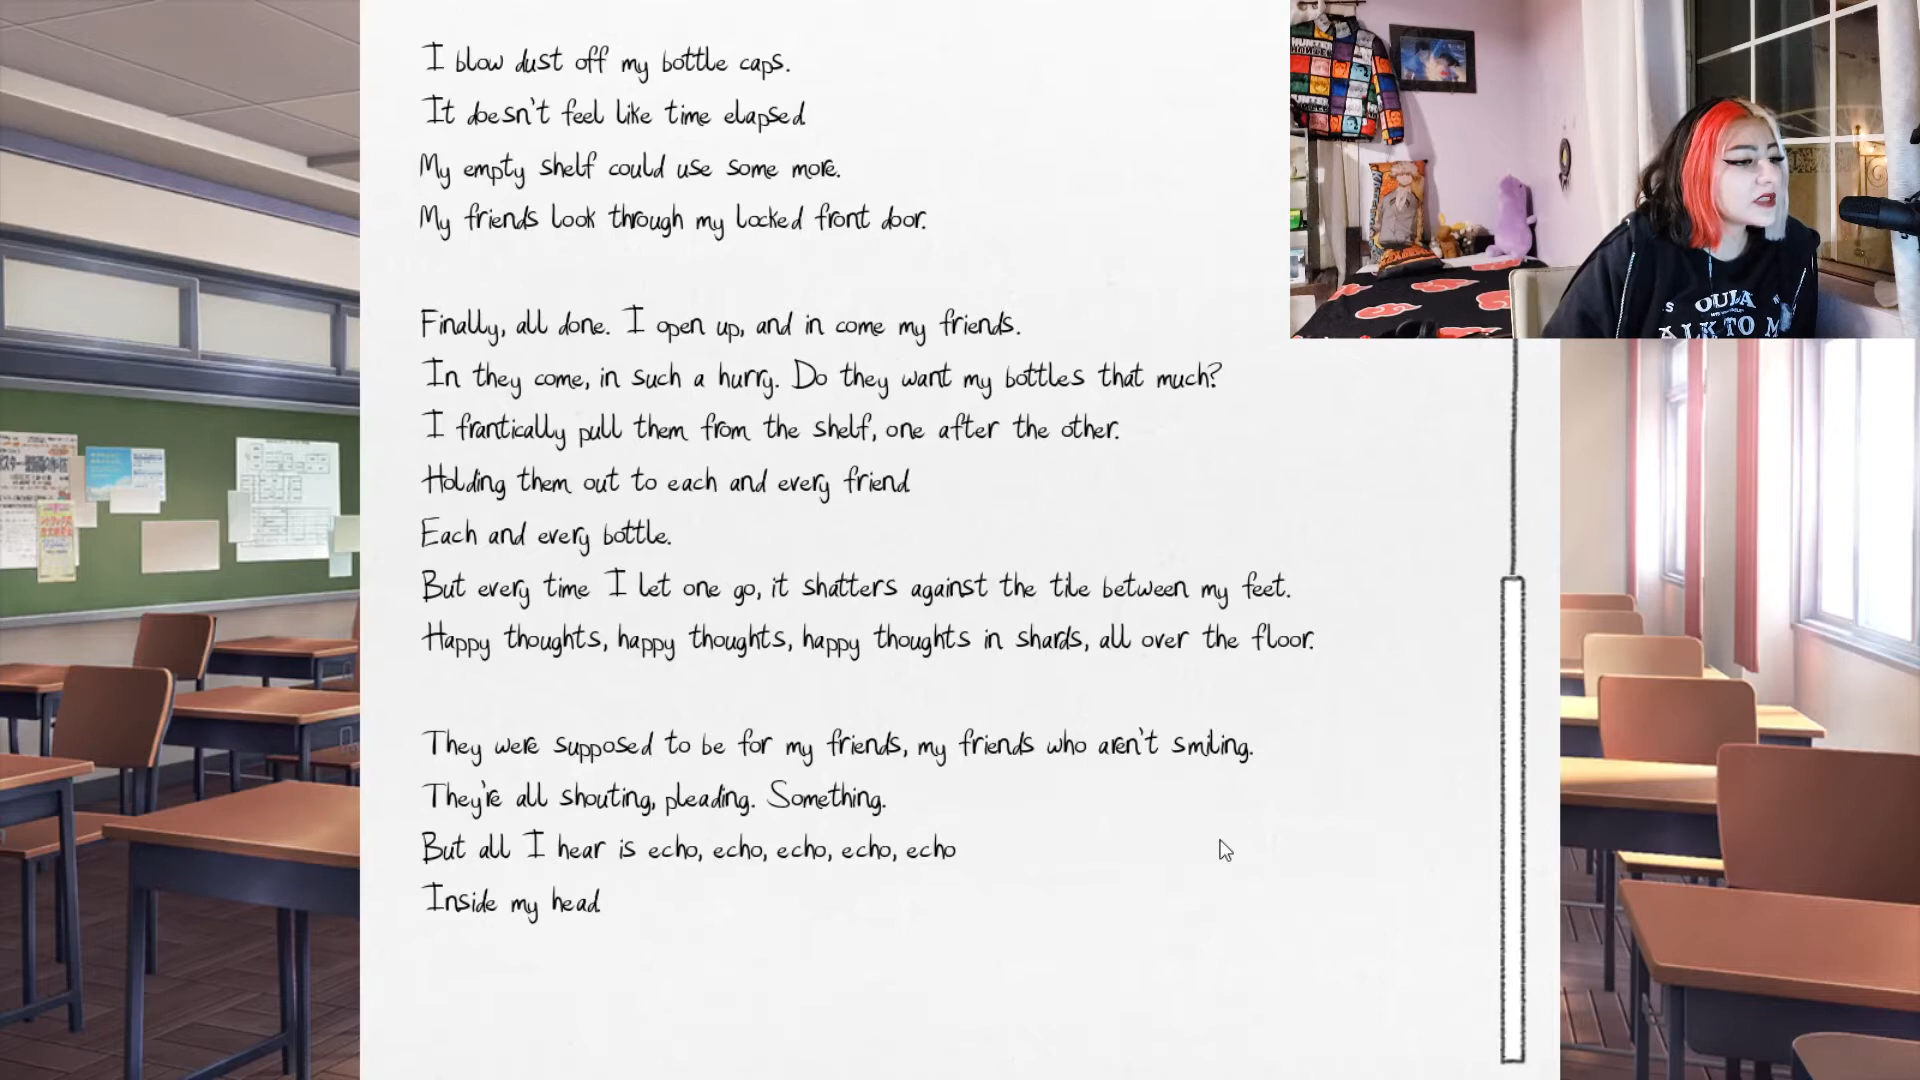 I blow dust off my bottle caps.
It doesn't feel like time elapsed.
My empty shelf could use some more.
My friends look through my locked front door.
Finally, all done. I open up, and in come my friends.
In they come, in such a hurry. Do they want my bottles that much?
I frantically pull them from the shelf, one after the other.
Holding them out to each and every friend.
Each and every bottle.
But every time I let one go, it shatters against the tile between my feet.
Happy thoughts, happy thoughts, happy thoughts in shards, all over the floor.
They were supposed to be for my friends, my friends who aren't smiling.
They're all shouting, pleading. Something.
But all I hear is echo, echo, echo, echo, echo
Inside my head.
OUIJA
TALK TO M